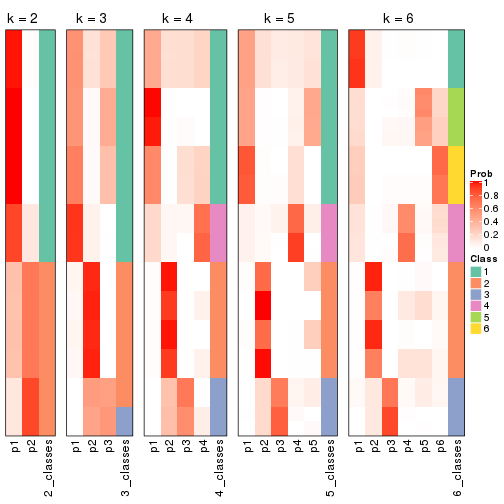 k = 2
k = 3
k = 4
k = 5
k = 6
p1
p2
2_classes
p1
p2
p3
3_classes
p1
p2
p3
p4
4_classes
p1
p2
p3
p4
p5
5_classes
p1
p2
p3
p4
p5
p6
6_classes
Prob
1
0.8
0.6
0.4
0.2
0
Class
1
2
3
4
5
6